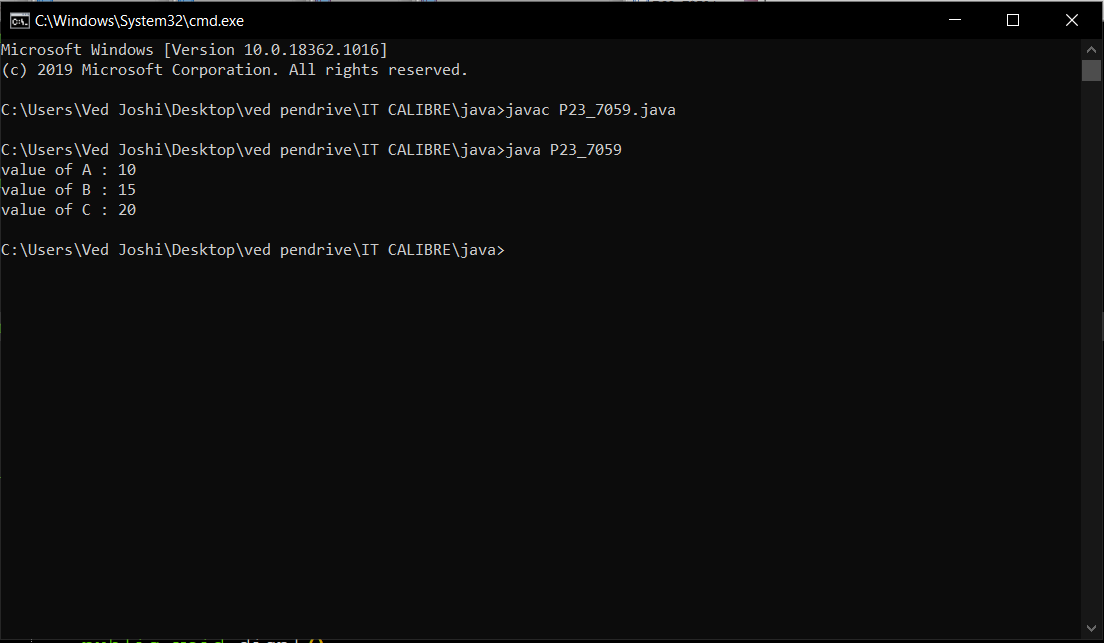 C:\Windows\System32\cmd.exe
Microsoft Windows [Version 10.0.18362.1016]
(c) 2019 Microsoft Corporation. All rights reserved.
C:\Users\Ved Joshi\Desktop\ved pendrive\IT CALIBRE\java>javac P23_7059.java
C:\Users\Ved Joshi\Desktop\ved pendrive\IT CALIBRE\java>java P23_7059
value of A : 10
value of B : 15
value of C : 20
C:\Users\Ved Joshi\Desktop\ved pendrive\IT CALIBRE\java>